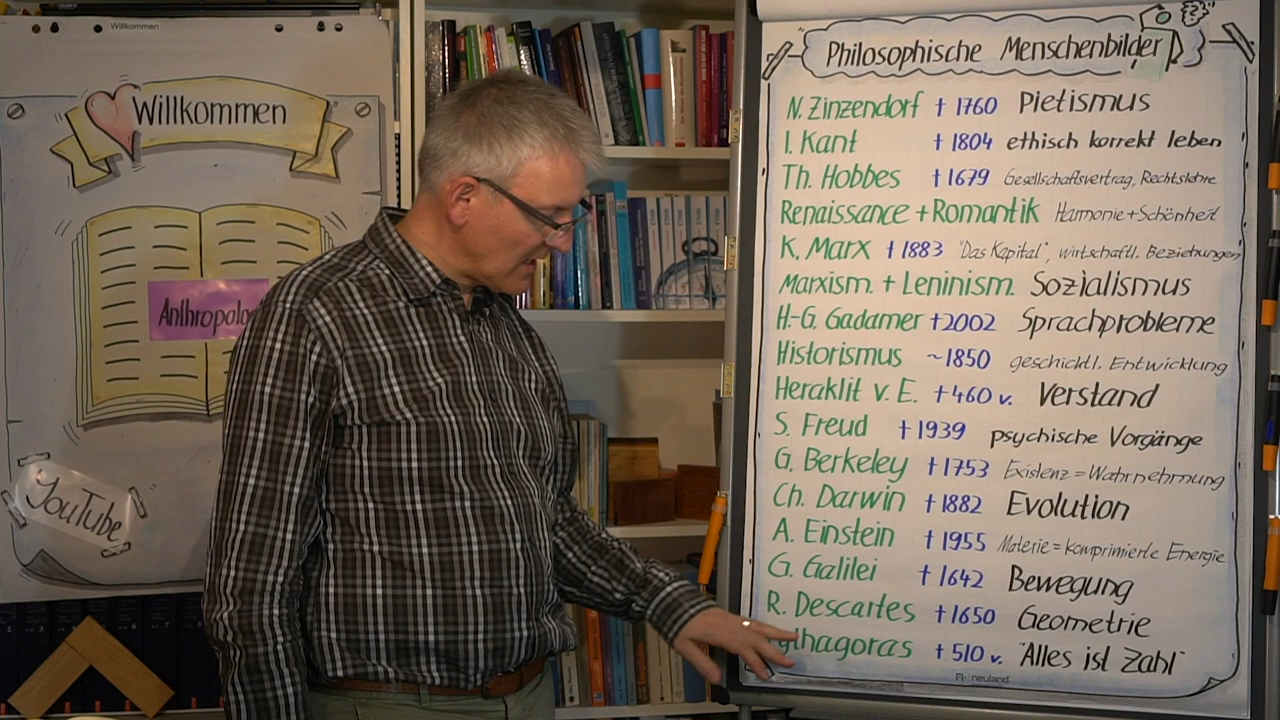 Willkommen
Willkommen
Anthropolo
YouTube
Philosophische Menschenbilder
N. Zinzendorf † 1760 Pietismus
I. Kant † 1804 ethisch korrekt leben
Th. Hobbes † 1679 Gesellschaftsvertrag, Rechtslehre
Renaissance + Romantik Harmonie + Schönheit
K. Marx † 1883 "Das Kapital", wirtschaftl. Beziehungen
Marxism. + Leninism. Sozialismus
H.-G. Gadamer † 2002 Sprachprobleme
Historismus ~1850 geschichtl. Entwicklung
Heraklit v. E. † 460 v. Verstand
S. Freud † 1939 psychische Vorgänge
G. Berkeley † 1753 Existenz = Wahrnehmung
Ch. Darwin † 1882 Evolution
A. Einstein † 1955 Materie = komprimierte Energie
G. Galilei † 1642 Bewegung
R. Descartes † 1650 Geometrie
ythagoras † 510 v. "Alles ist Zahl"
neuland